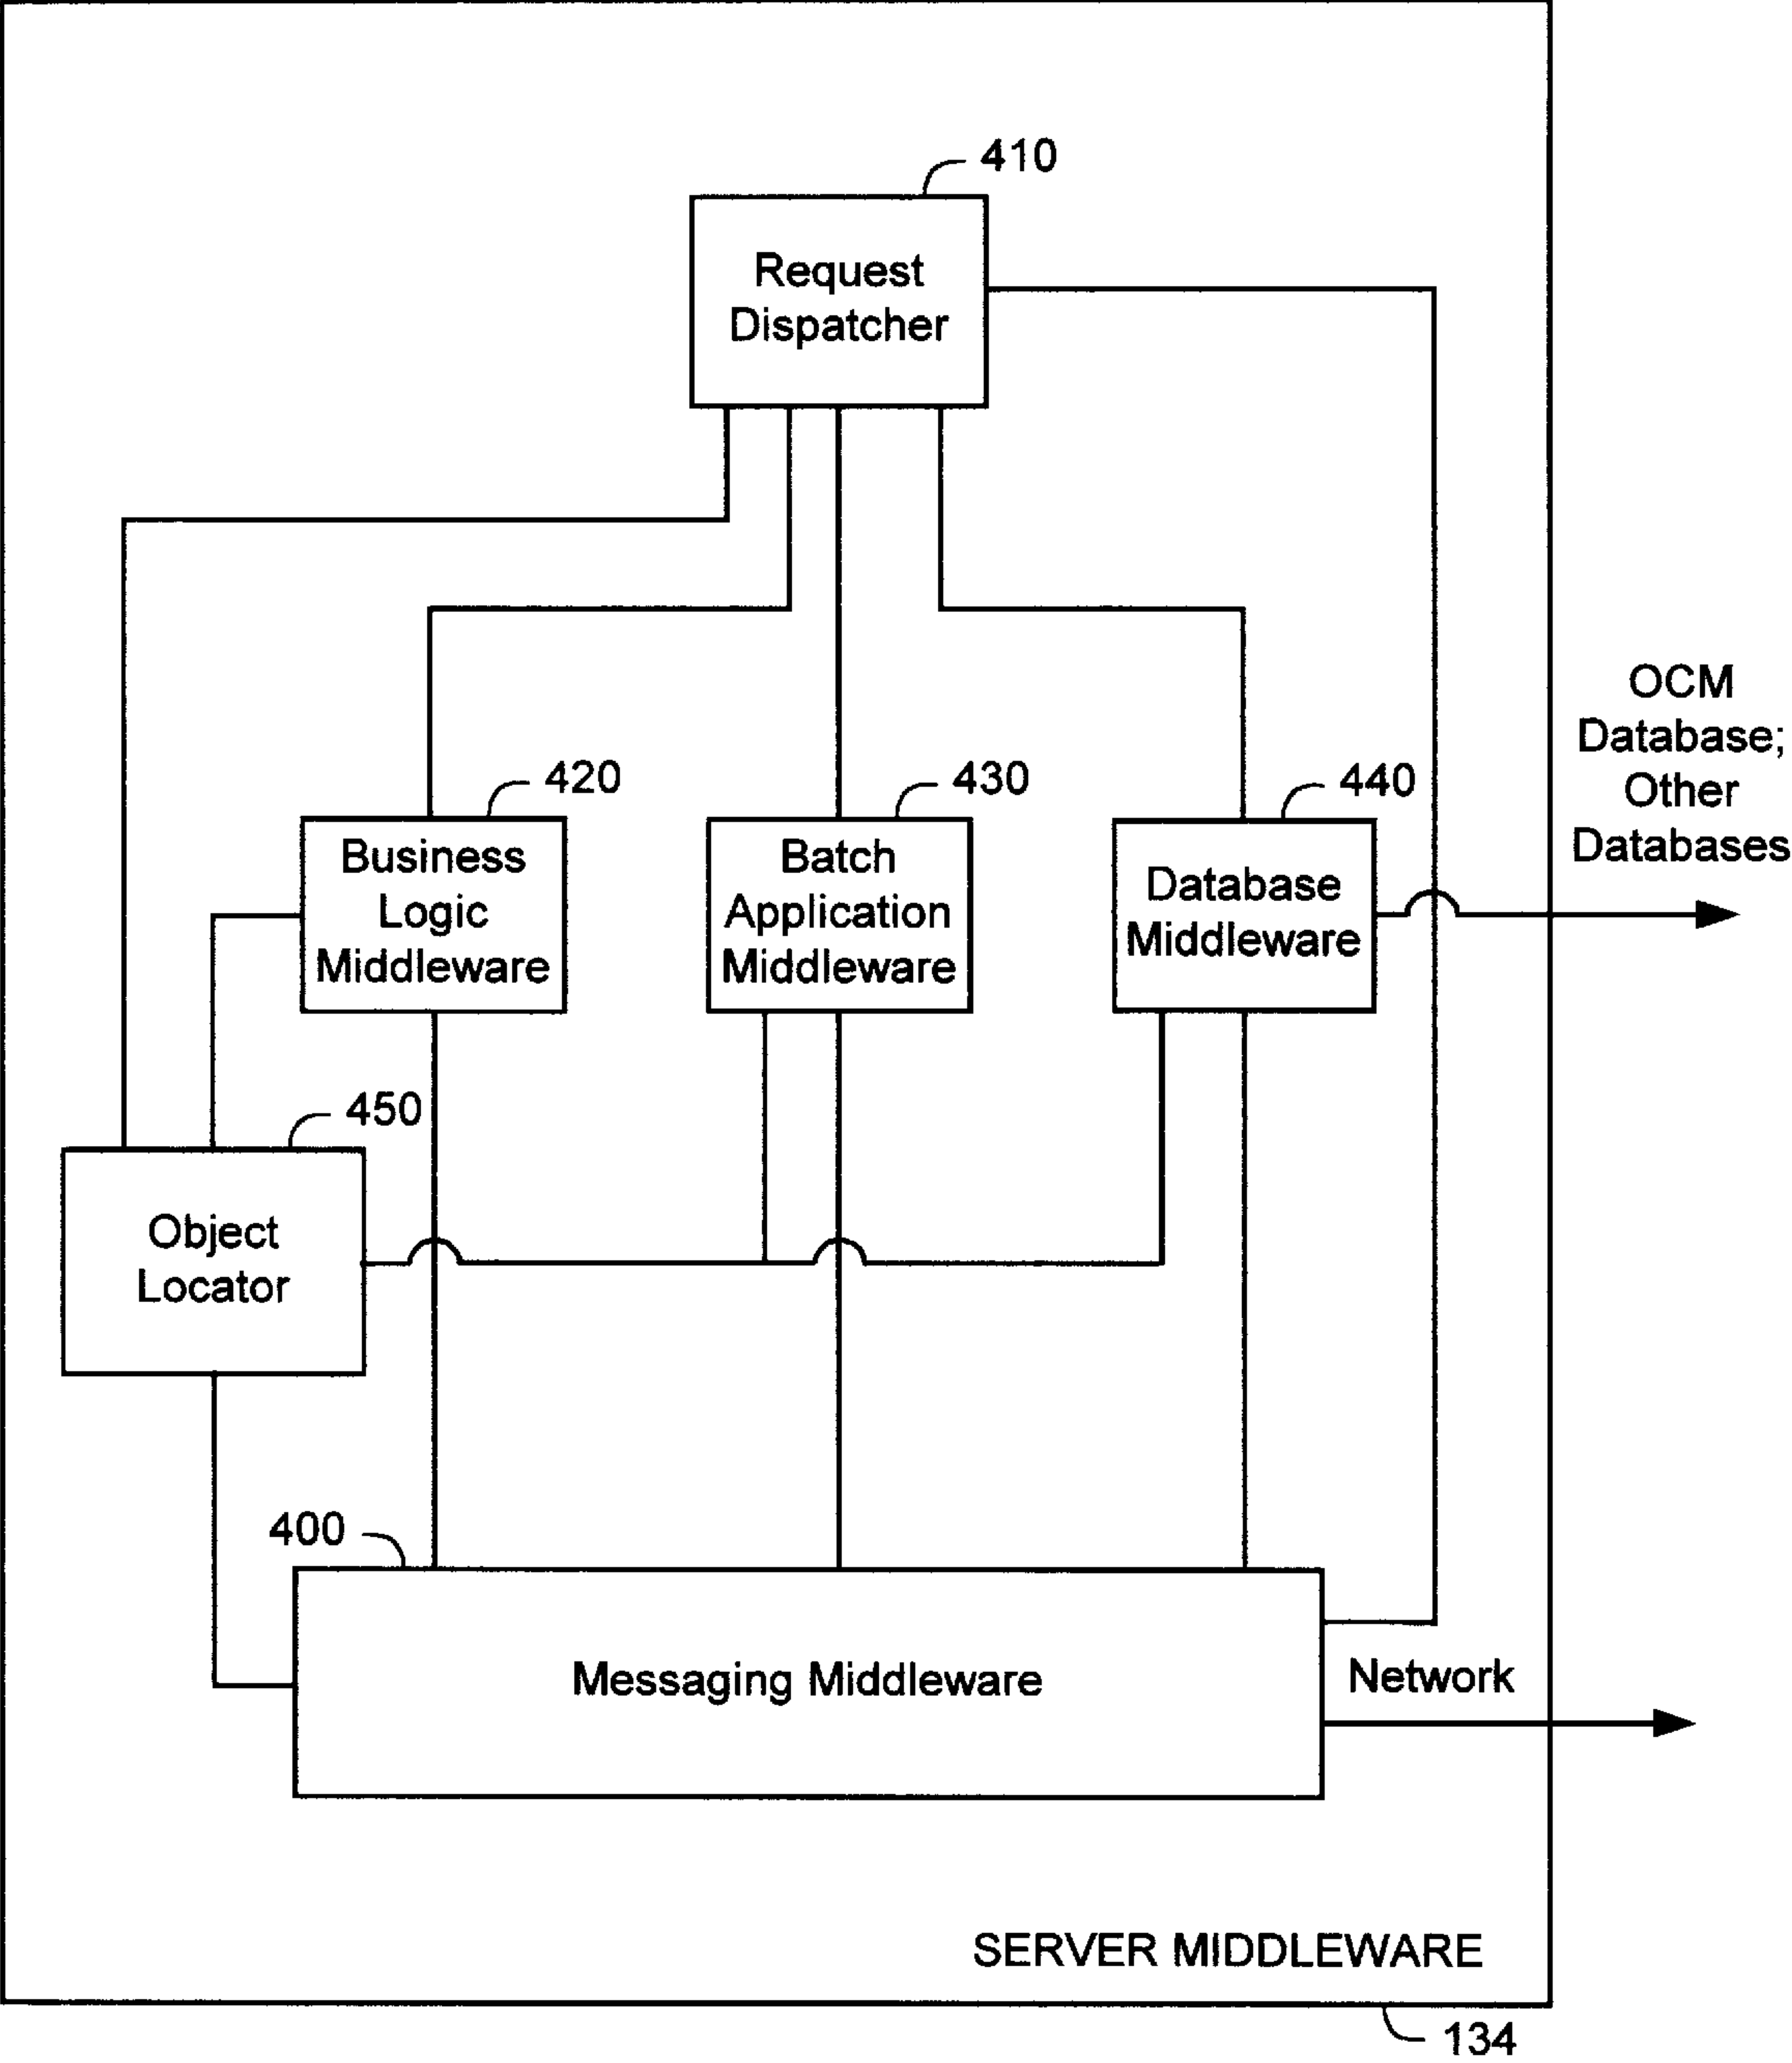 410
Request
Dispatcher
OCM
Database;
Other
Databases
420
430
440
Business
Logic
Middleware
Batch
Application
Middleware
Database
Middleware
450
Object
Locator
400
Messaging Middleware
Network
SERVER MIDDLEWARE
134